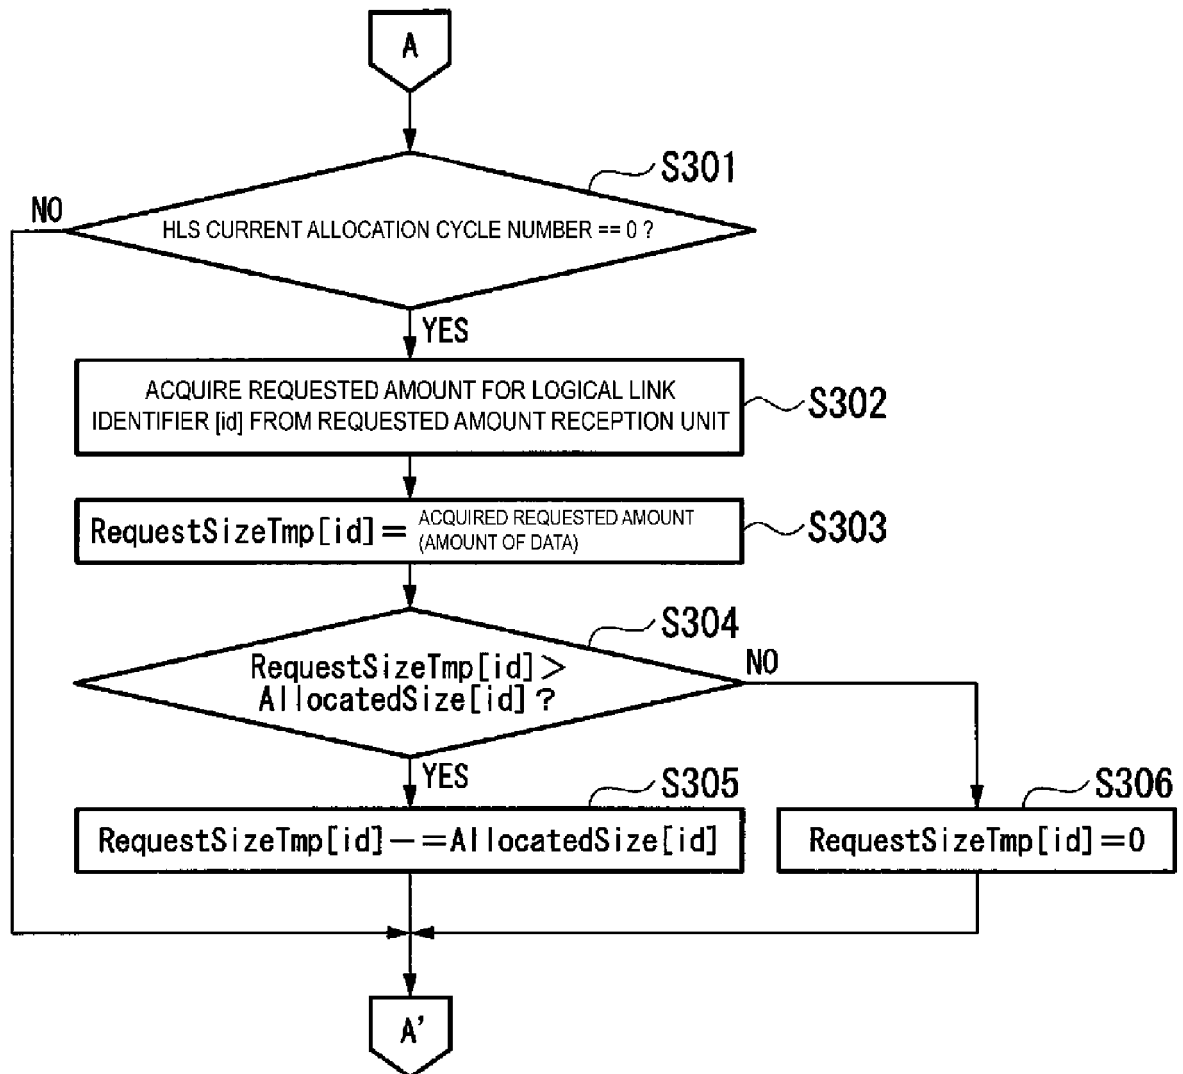 A
S301
NO
HLS CURRENT ALLOCATION CYCLE NUMBER == 0 ?
YES
ACQUIRE REQUESTED AMOUNT FOR LOGICAL LINK
IDENTIFIER [id] FROM REQUESTED AMOUNT RECEPTION UNIT
S302
RequestSizeTmp[id]= ACQUIRED REQUESTED AMOUNT
(AMOUNT OF DATA)
S303
S304
RequestSizeTmp[id]>
AllocatedSize[id]?
NO
YES
S305
RequestSizeTmp[id]-=AllocatedSize[id]
S306
RequestSizeTmp[id]=0
A'